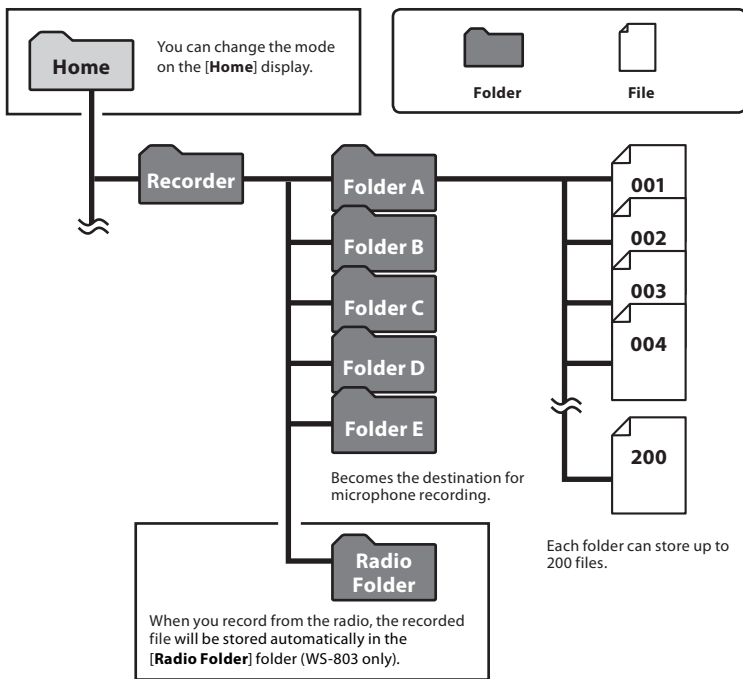 Home
You can change the mode
on the [Home] display.
Folder
File
Recorder
Folder A
Folder B
Folder C
Folder D
Folder E
Becomes the destination for
microphone recording.
001
002
003
004
200
Each folder can store up to
200 files.
Radio
Folder
When you record from the radio, the recorded
file will be stored automatically in the
[Radio Folder] folder (WS-803 only).